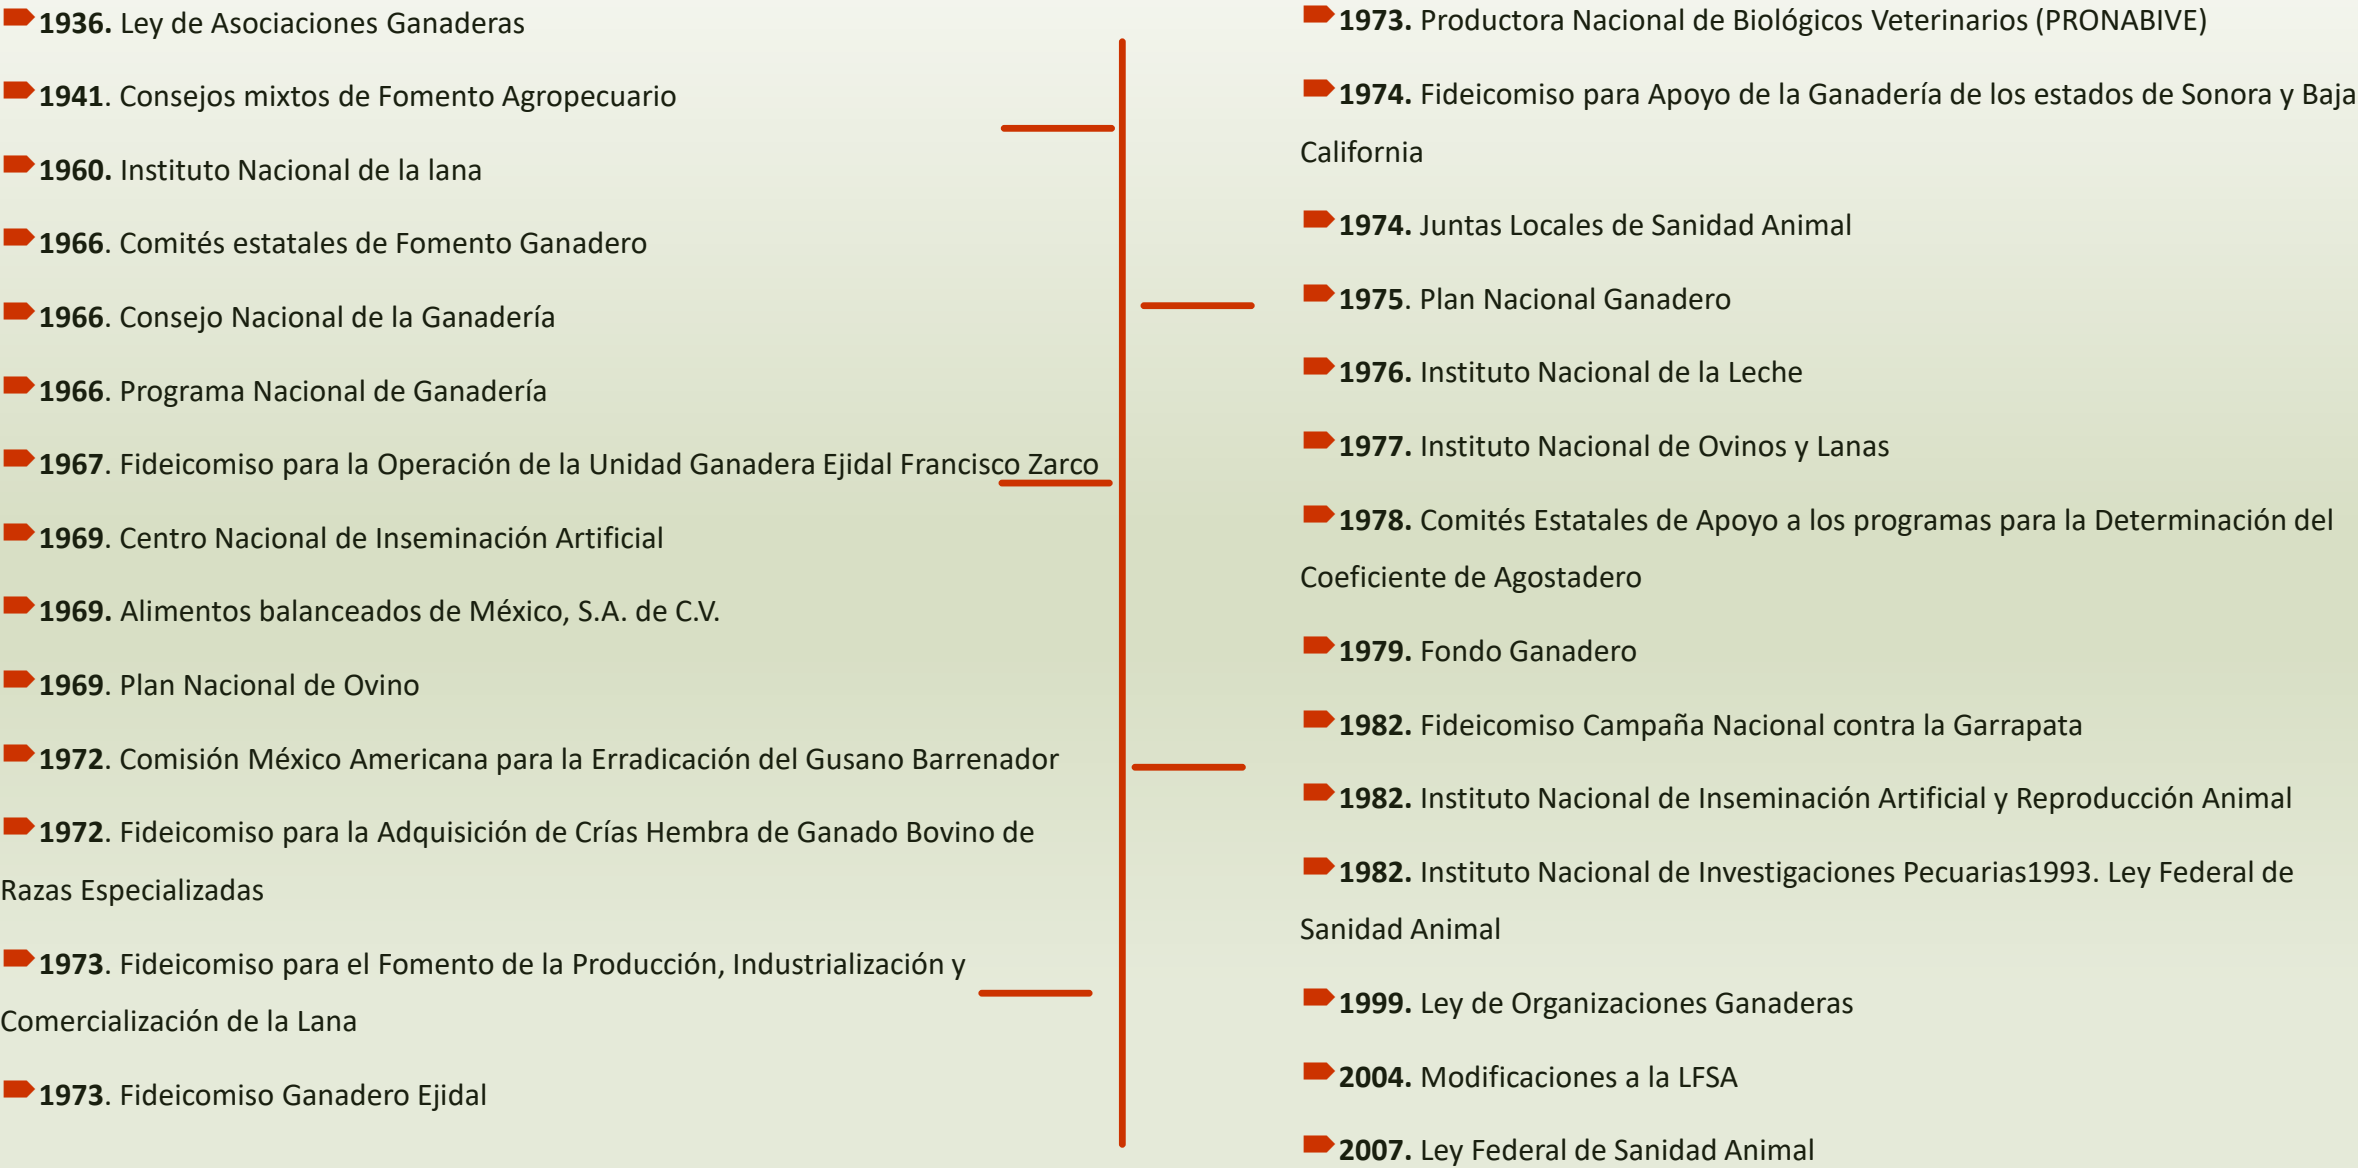 1936. Ley de Asociaciones Ganaderas
1941. Consejos mixtos de Fomento Agropecuario
1960. Instituto Nacional de la lana
1966. Comités estatales de Fomento Ganadero
1966. Consejo Nacional de la Ganadería
1966. Programa Nacional de Ganadería
1967. Fideicomiso para la Operación de la Unidad Ganadera Ejidal Francisco Zarco
1969. Centro Nacional de Inseminación Artificial
1969. Alimentos balanceados de México, S.A. de C.V.
1969. Plan Nacional de Ovino
1972. Comisión México Americana para la Erradicación del Gusano Barrenador
1972. Fideicomiso para la Adquisición de Crías Hembra de Ganado Bovino de
Razas Especializadas
1973. Fideicomiso para el Fomento de la Producción, Industrialización y
Comercialización de la Lana
1973. Fideicomiso Ganadero Ejidal
1973. Productora Nacional de Biológicos Veterinarios (PRONABIVE)
1974. Fideicomiso para Apoyo de la Ganadería de los estados de Sonora y Baja
California
1974. Juntas Locales de Sanidad Animal
1975. Plan Nacional Ganadero
1976. Instituto Nacional de la Leche
1977. Instituto Nacional de Ovinos y Lanas
1978. Comités Estatales de Apoyo a los programas para la Determinación del
Coeficiente de Agostadero
1979. Fondo Ganadero
1982. Fideicomiso Campaña Nacional contra la Garrapata
1982. Instituto Nacional de Inseminación Artificial y Reproducción Animal
1982. Instituto Nacional de Investigaciones Pecuarias1993. Ley Federal de
Sanidad Animal
1999. Ley de Organizaciones Ganaderas
2004. Modificaciones a la LFSA
2007. Ley Federal de Sanidad Animal